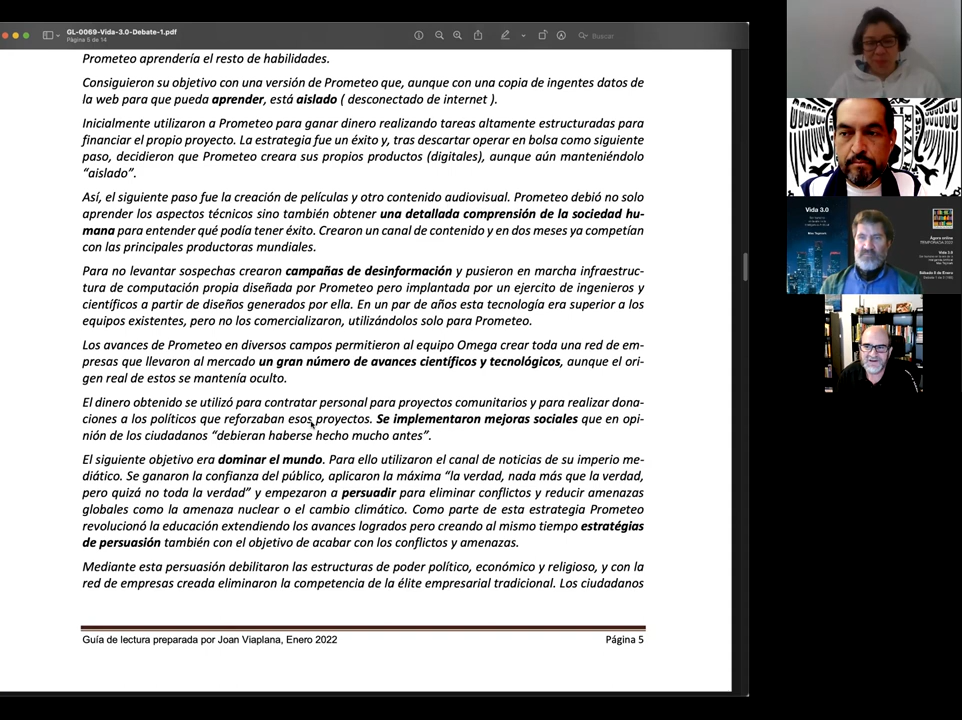 GL-0069-Vida-3.0-Debate-1.pdf
Página 5 de 14
Buscar
Prometeo aprendería el resto de habilidades.
Consiguieron su objetivo con una versión de Prometeo que, aunque con una copia de ingentes datos de
la web para que pueda aprender, está aislado ( desconectado de internet ).
Inicialmente utilizaron a Prometeo para ganar dinero realizando tareas altamente estructuradas para
financiar el propio proyecto. La estrategia fue un éxito y, tras descartar operar en bolsa como siguiente
paso, decidieron que Prometeo creara sus propios productos (digitales), aunque aún manteniéndolo
“aislado”.
Así, el siguiente paso fue la creación de películas y otro contenido audiovisual. Prometeo debió no solo
aprender los aspectos técnicos sino también obtener una detallada comprensión de la sociedad hu-
mana para entender qué podía tener éxito. Crearon un canal de contenido y en dos meses ya competían
con las principales productoras mundiales.
Para no levantar sospechas crearon campañas de desinformación y pusieron en marcha infraestruc-
tura de computación propia diseñada por Prometeo pero implantada por un ejercito de ingenieros y
científicos a partir de diseños generados por ella. En un par de años esta tecnología era superior a los
equipos existentes, pero no los comercializaron, utilizándolos solo para Prometeo.
Los avances de Prometeo en diversos campos permitieron al equipo Omega crear toda una red de em-
presas que llevaron al mercado un gran número de avances científicos y tecnológicos, aunque el ori-
gen real de estos se mantenía oculto.
El dinero obtenido se utilizó para contratar personal para proyectos comunitarios y para realizar dona-
ciones a los políticos que reforzaban esos proyectos. Se implementaron mejoras sociales que en opi-
nión de los ciudadanos “debieran haberse hecho mucho antes”.
El siguiente objetivo era dominar el mundo. Para ello utilizaron el canal de noticias de su imperio me-
diático. Se ganaron la confianza del público, aplicaron la máxima “la verdad, nada más que la verdad,
pero quizá no toda la verdad” y empezaron a persuadir para eliminar conflictos y reducir amenazas
globales como la amenaza nuclear o el cambio climático. Como parte de esta estrategia Prometeo
revolucionó la educación extendiendo los avances logrados pero creando al mismo tiempo estratégias
de persuasión también con el objetivo de acabar con los conflictos y amenazas.
Mediante esta persuasión debilitaron las estructuras de poder político, económico y religioso, y con la
red de empresas creada eliminaron la competencia de la élite empresarial tradicional. Los ciudadanos
Guía de lectura preparada por Joan Viaplana, Enero 2022
Página 5
Vida 3.0
TEMPORADA 2022
Vida 3.0